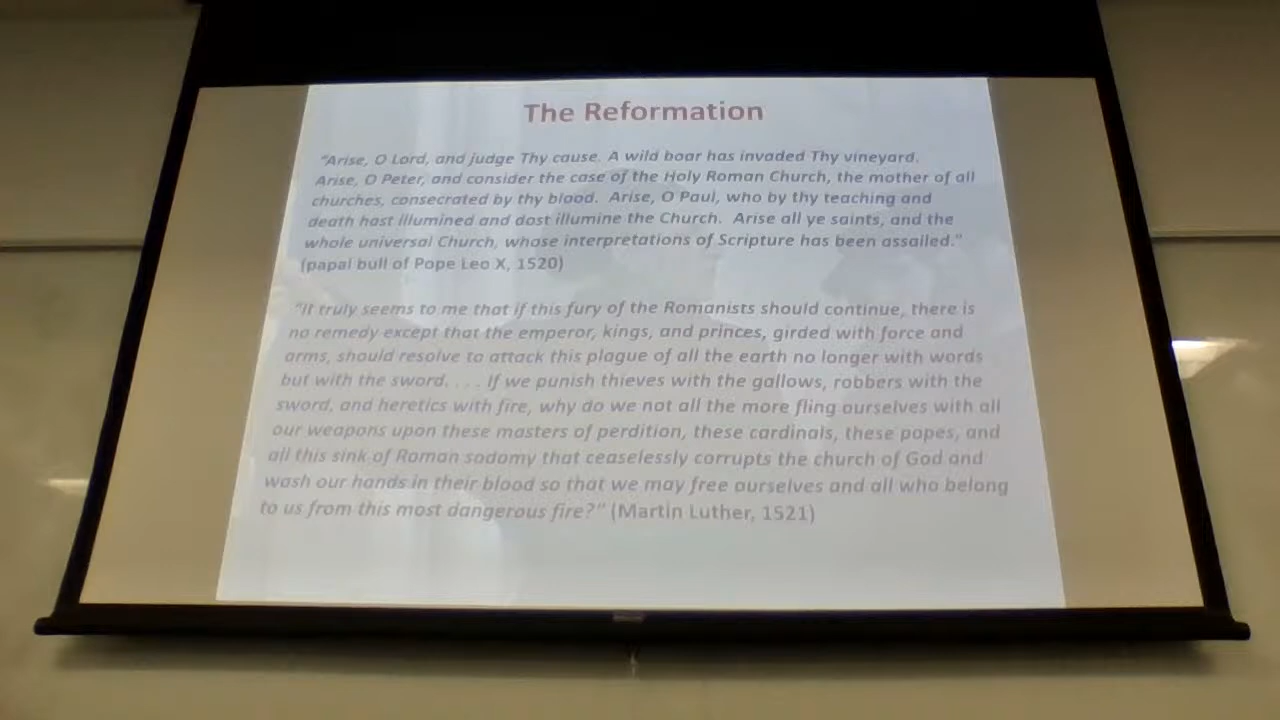 The Reformation
"Arise, O Lord, and judge Thy cause. A wild boar has invaded Thy vineyard.
Arise, O Peter, and consider the case of the Holy Roman Church, the mother of all
churches, consecrated by thy blood. Arise, O Paul, who by thy teaching and
death hast illumined and dost illumine the Church. Arise all ye saints, and the
whole universal Church, whose interpretations of Scripture has been assailed."
(papal bull of Pope Leo X, 1520)
"It truly seems to me that if this fury of the Romanists should continue, there is
no remedy except that the emperor, kings, and princes, girded with force and
arms, should resolve to attack this plague of all the earth no longer with words
but with the sword. . . . If we punish thieves with the gallows, robbers with the
sword, and heretics with fire, why do we not all the more fling ourselves with all
our weapons upon these masters of perdition, these cardinals, these popes, and
all this sink of Roman sodomy that ceaselessly corrupts the church of God and
wash our hands in their blood so that we may free ourselves and all who belong
to us from this most dangerous fire?" (Martin Luther, 1521)